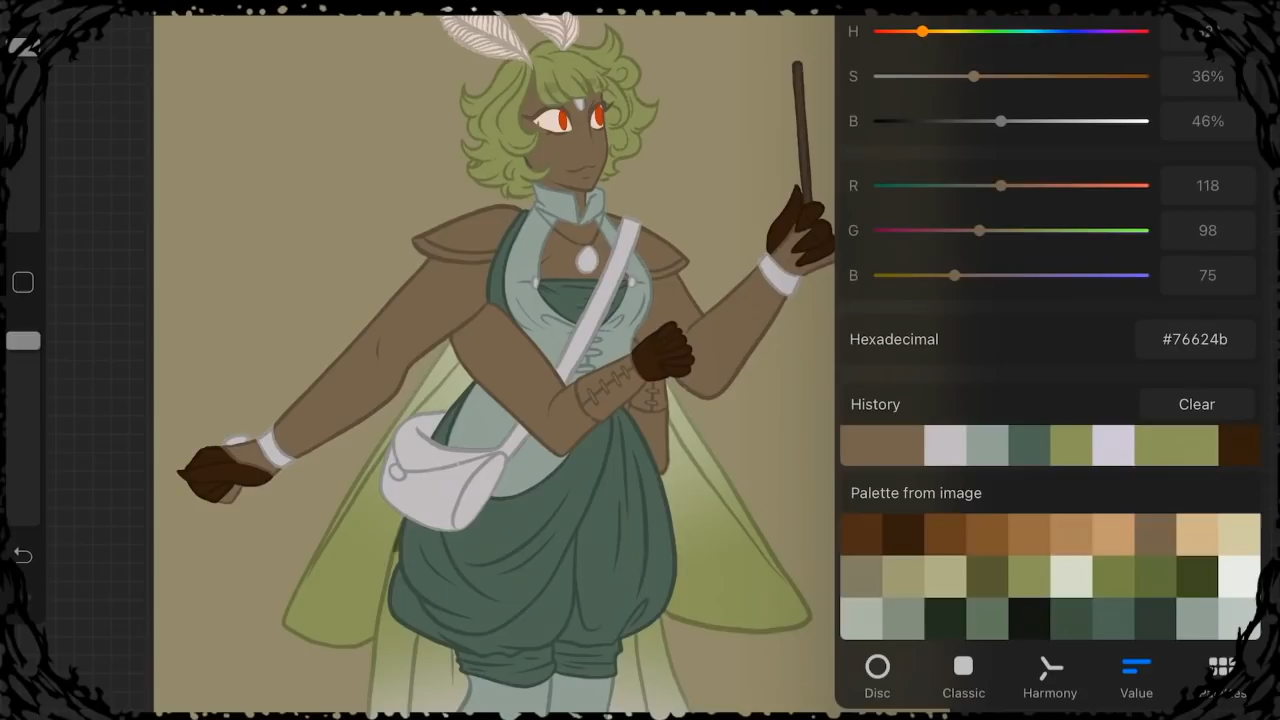 H
S 36%
B 46%
R 118
G 98
B 75
Hexadecimal #76624b
History Clear
Palette from image
Disc Classic Harmony Value